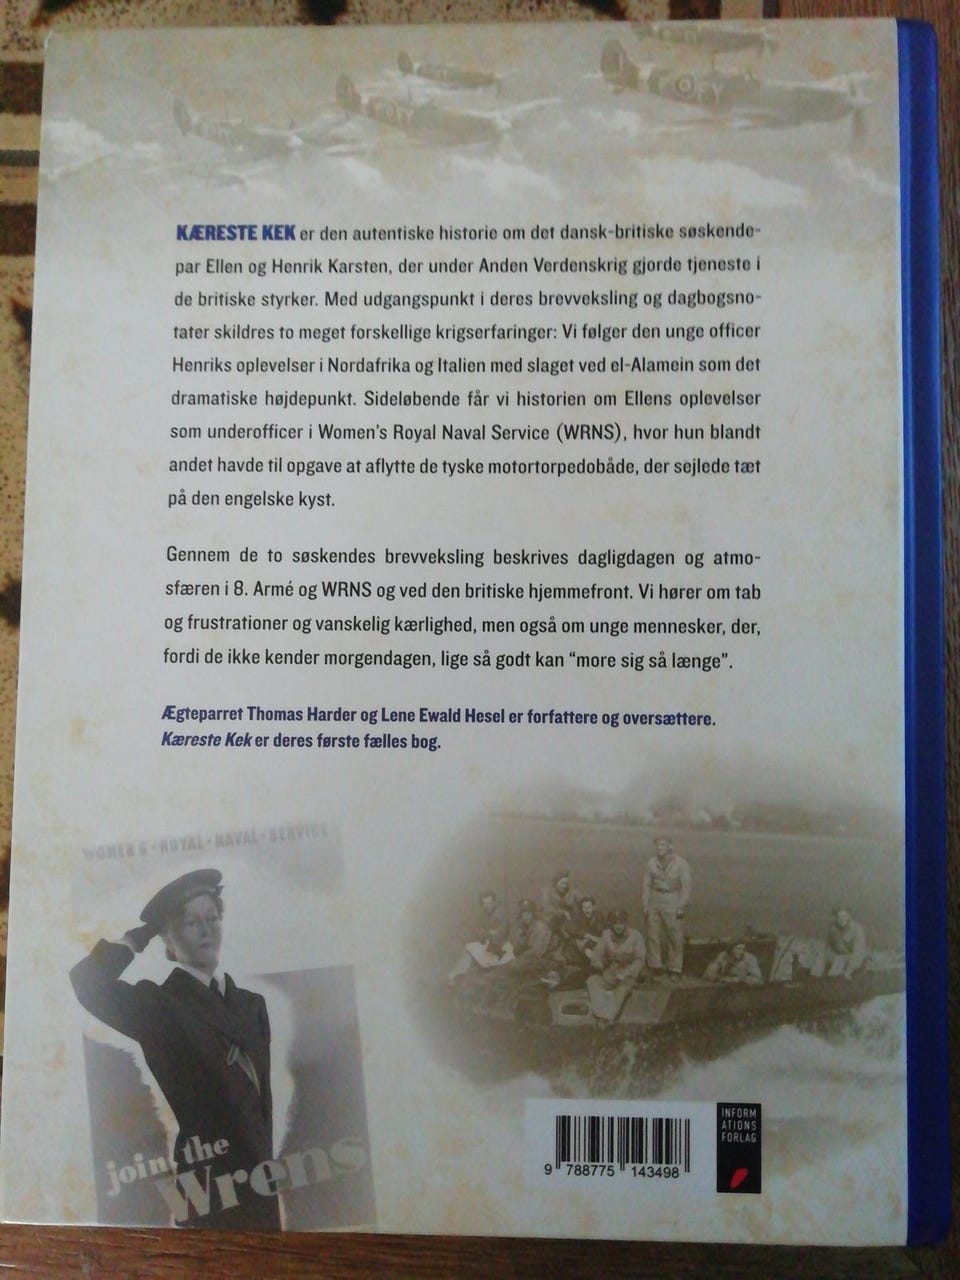 FY
FY
KÆRESTE KEK er den autentiske historie om det dansk-britiske søskende-
par Ellen og Henrik Karsten, der under Anden Verdenskrig gjorde tjeneste i
de britiske styrker. Med udgangspunkt i deres brevveksling og dagbogsno-
tater skildres to meget forskellige krigserfaringer: Vi følger den unge officer
Henriks oplevelser i Nordafrika og Italien med slaget ved el-Alamein som det
dramatiske højdepunkt. Sideløbende får vi historien om Ellens oplevelser
som underofficer i Women's Royal Naval Service (WRNS), hvor hun blandt
andet havde til opgave at aflytte de tyske motortorpedobåde, der sejlede tæt
på den engelske kyst.
Gennem de to søskendes brevveksling beskrives dagligdagen og atmo-
sfæren i 8. Armé og WRNS og ved den britiske hjemmefront. Vi hører om tab
og frustrationer og vanskelig kærlighed, men også om unge mennesker, der,
fordi de ikke kender morgendagen, lige så godt kan "more sig så længe".
Ægteparret Thomas Harder og Lene Ewald Hesel er forfattere og oversættere.
Kæreste Kek er deres første fælles bog.
WOMEN'S·ROYAL·NAVAL·SERVICE
join the
Wrens
INFORM
ATIONS
FORLAG
9 788775 143498